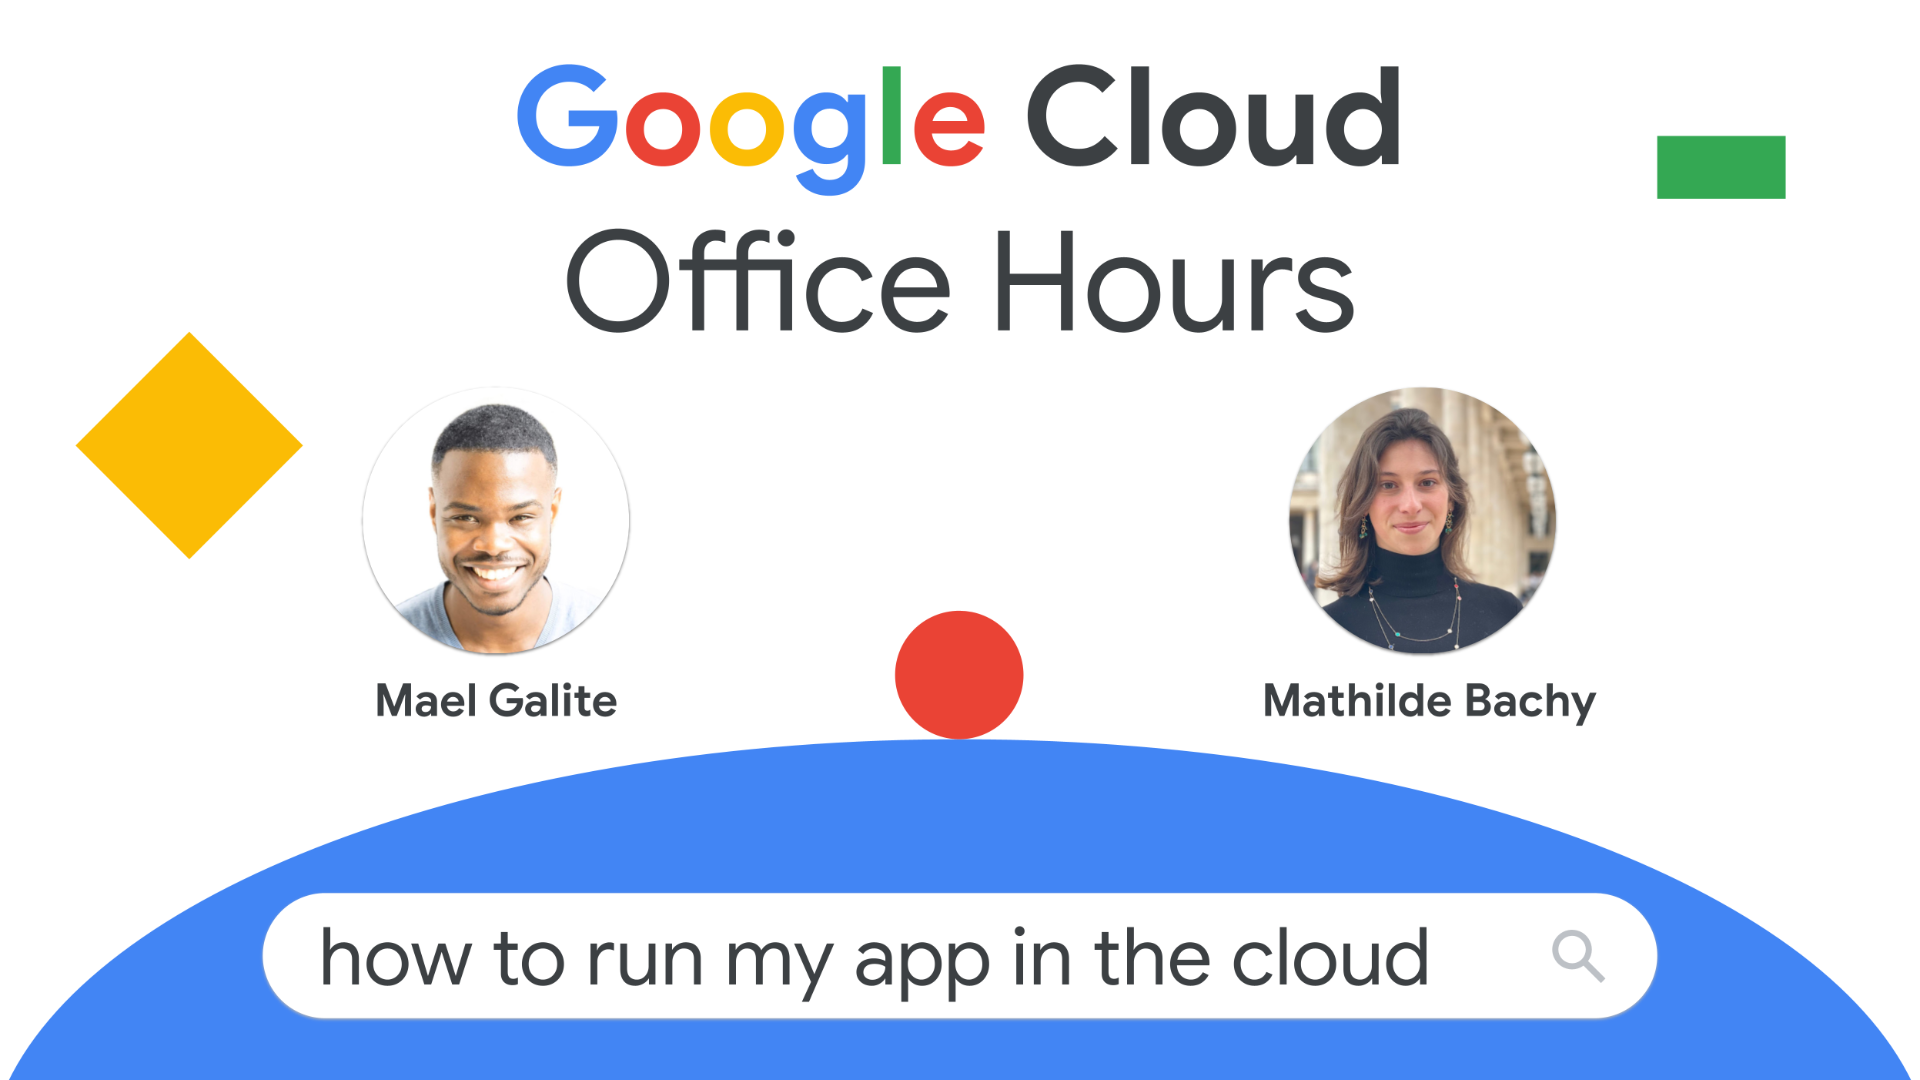 Google Cloud
Office Hours
Mael Galite
Mathilde Bachy
how to run my app in the cloud